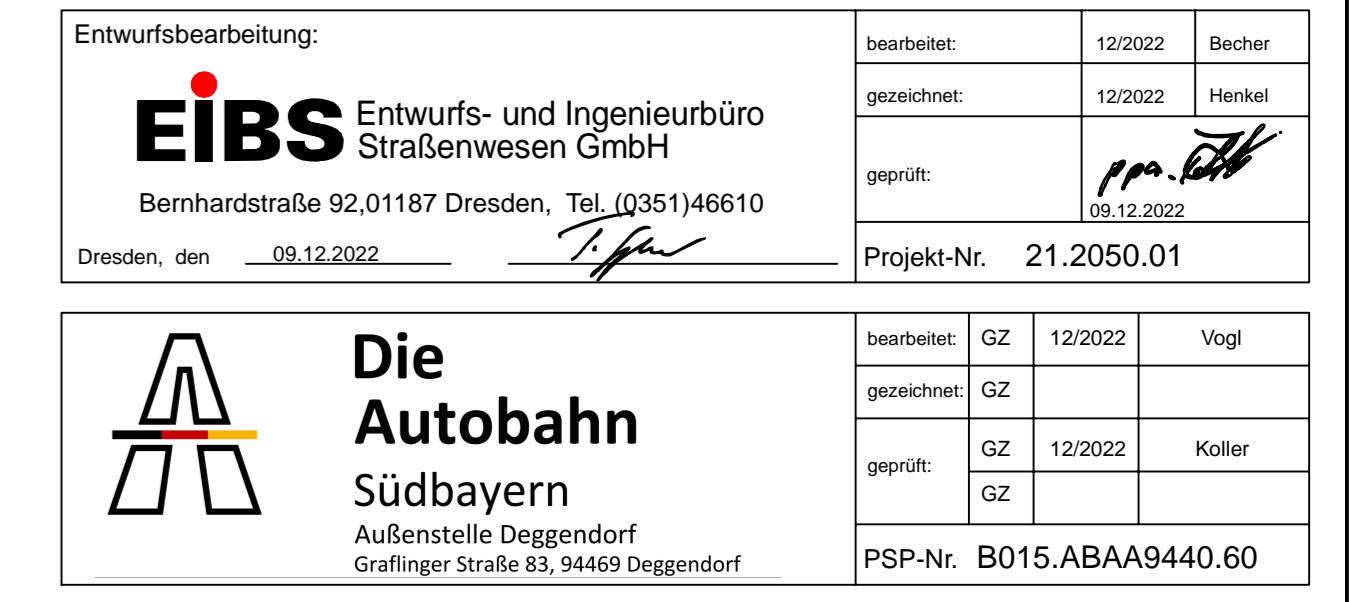 Entwurfsbearbeitung:
EiBS Entwurfs- und Ingenieurbüro
Straßenwesen GmbH
Bernhardstraße 92,01187 Dresden, Tel. (0351)46610
Dresden, den 09.12.2022
bearbeitet: 12/2022 Becher
gezeichnet: 12/2022 Henkel
geprüft: ppa.
09.12.2022
Projekt-Nr. 21.2050.01
Die
Autobahn
Südbayern
Außenstelle Deggendorf
Graflinger Straße 83, 94469 Deggendorf
bearbeitet: GZ 12/2022 Vogl
gezeichnet: GZ
geprüft: GZ 12/2022 Koller
GZ
PSP-Nr. B015.ABAA9440.60